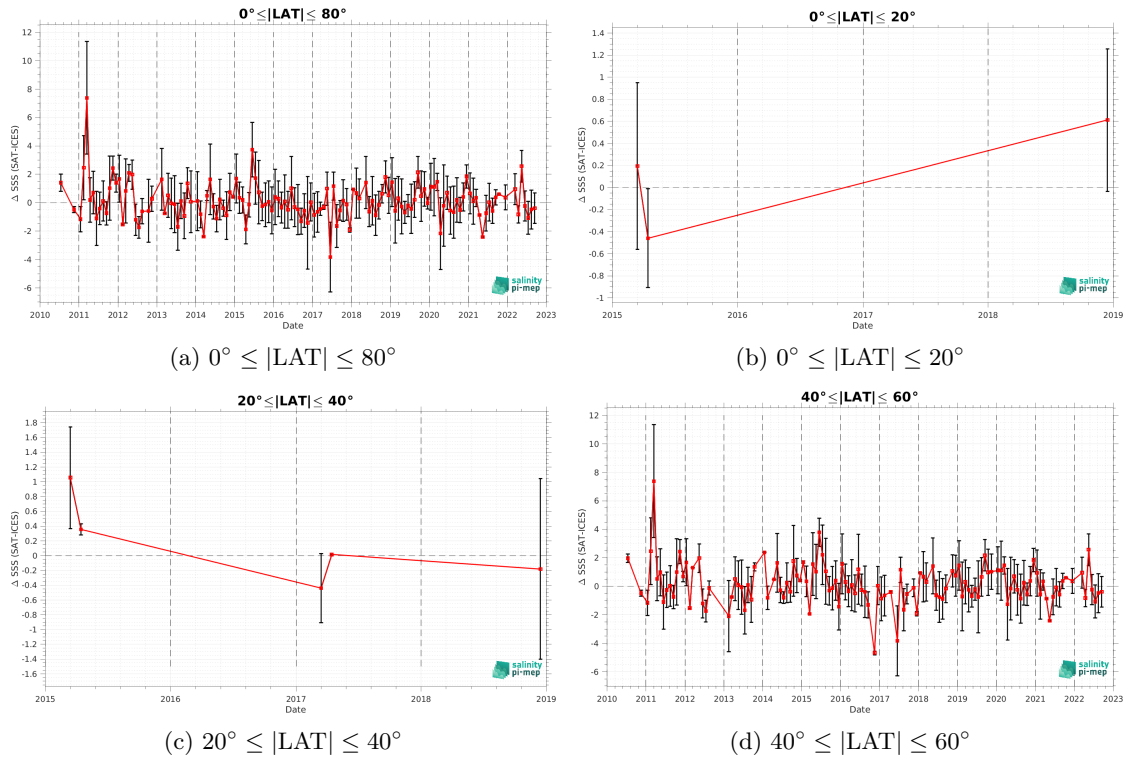 0°≤|LAT|≤ 80°
Δ SSS (SAT-ICES)
12
10
8
6
4
2
0
-2
-4
-6
2010 2011 2012 2013 2014 2015 2016 2017 2018 2019 2020 2021 2022 2023
Date
salinity
pi-mep
(a) 0° ≤ |LAT| ≤ 80°
0°≤|LAT|≤ 20°
Δ SSS (SAT-ICES)
1.4
1.2
1
0.8
0.6
0.4
0.2
0
-0.2
-0.4
-0.6
-0.8
-1
2015 2016 2017 2018 2019
Date
salinity
pi-mep
(b) 0° ≤ |LAT| ≤ 20°
20°≤|LAT|≤ 40°
Δ SSS (SAT-ICES)
1.8
1.6
1.4
1.2
1
0.8
0.6
0.4
0.2
0
-0.2
-0.4
-0.6
-0.8
-1
-1.2
-1.4
-1.6
2015 2016 2017 2018 2019
Date
salinity
pi-mep
(c) 20° ≤ |LAT| ≤ 40°
40°≤|LAT|≤ 60°
Δ SSS (SAT-ICES)
12
10
8
6
4
2
0
-2
-4
-6
2010 2011 2012 2013 2014 2015 2016 2017 2018 2019 2020 2021 2022 2023
Date
salinity
pi-mep
(d) 40° ≤ |LAT| ≤ 60°